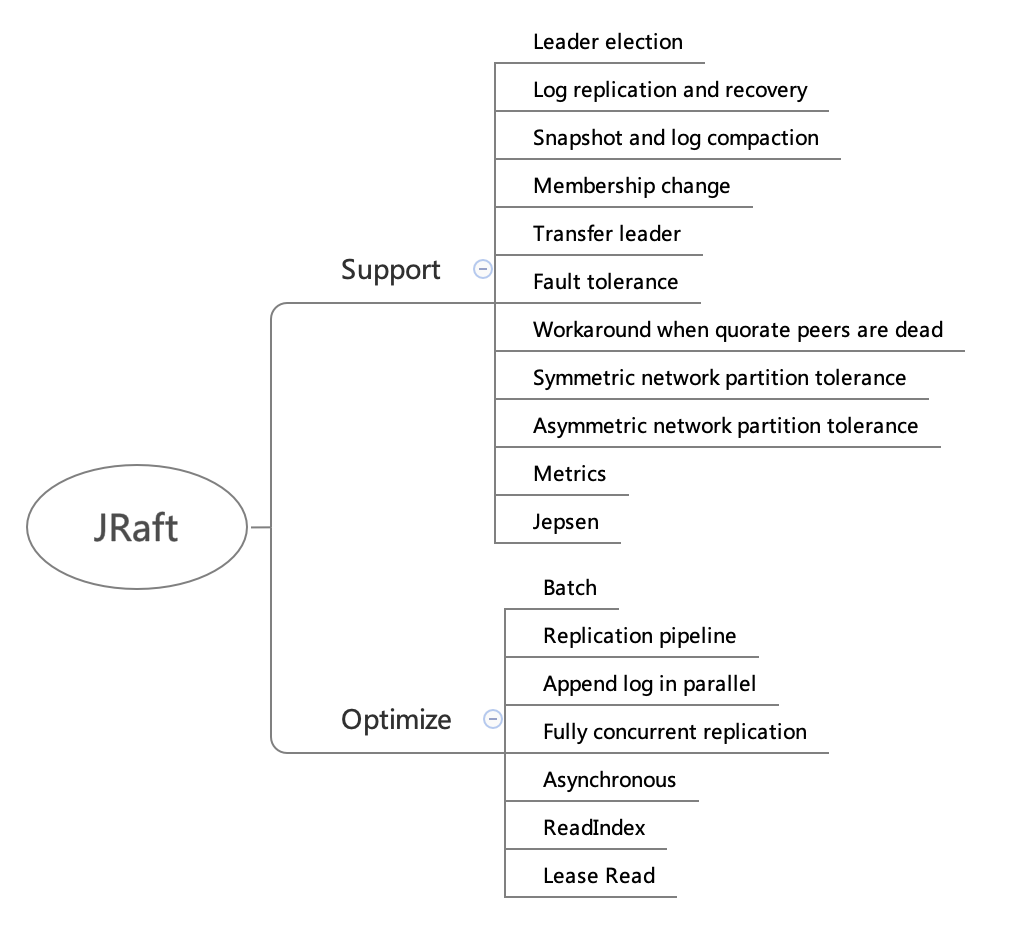 JRaft
Support
Leader election
Log replication and recovery
Snapshot and log compaction
Membership change
Transfer leader
Fault tolerance
Workaround when quorate peers are dead
Symmetric network partition tolerance
Asymmetric network partition tolerance
Metrics
Jepsen
Optimize
Batch
Replication pipeline
Append log in parallel
Fully concurrent replication
Asynchronous
ReadIndex
Lease Read